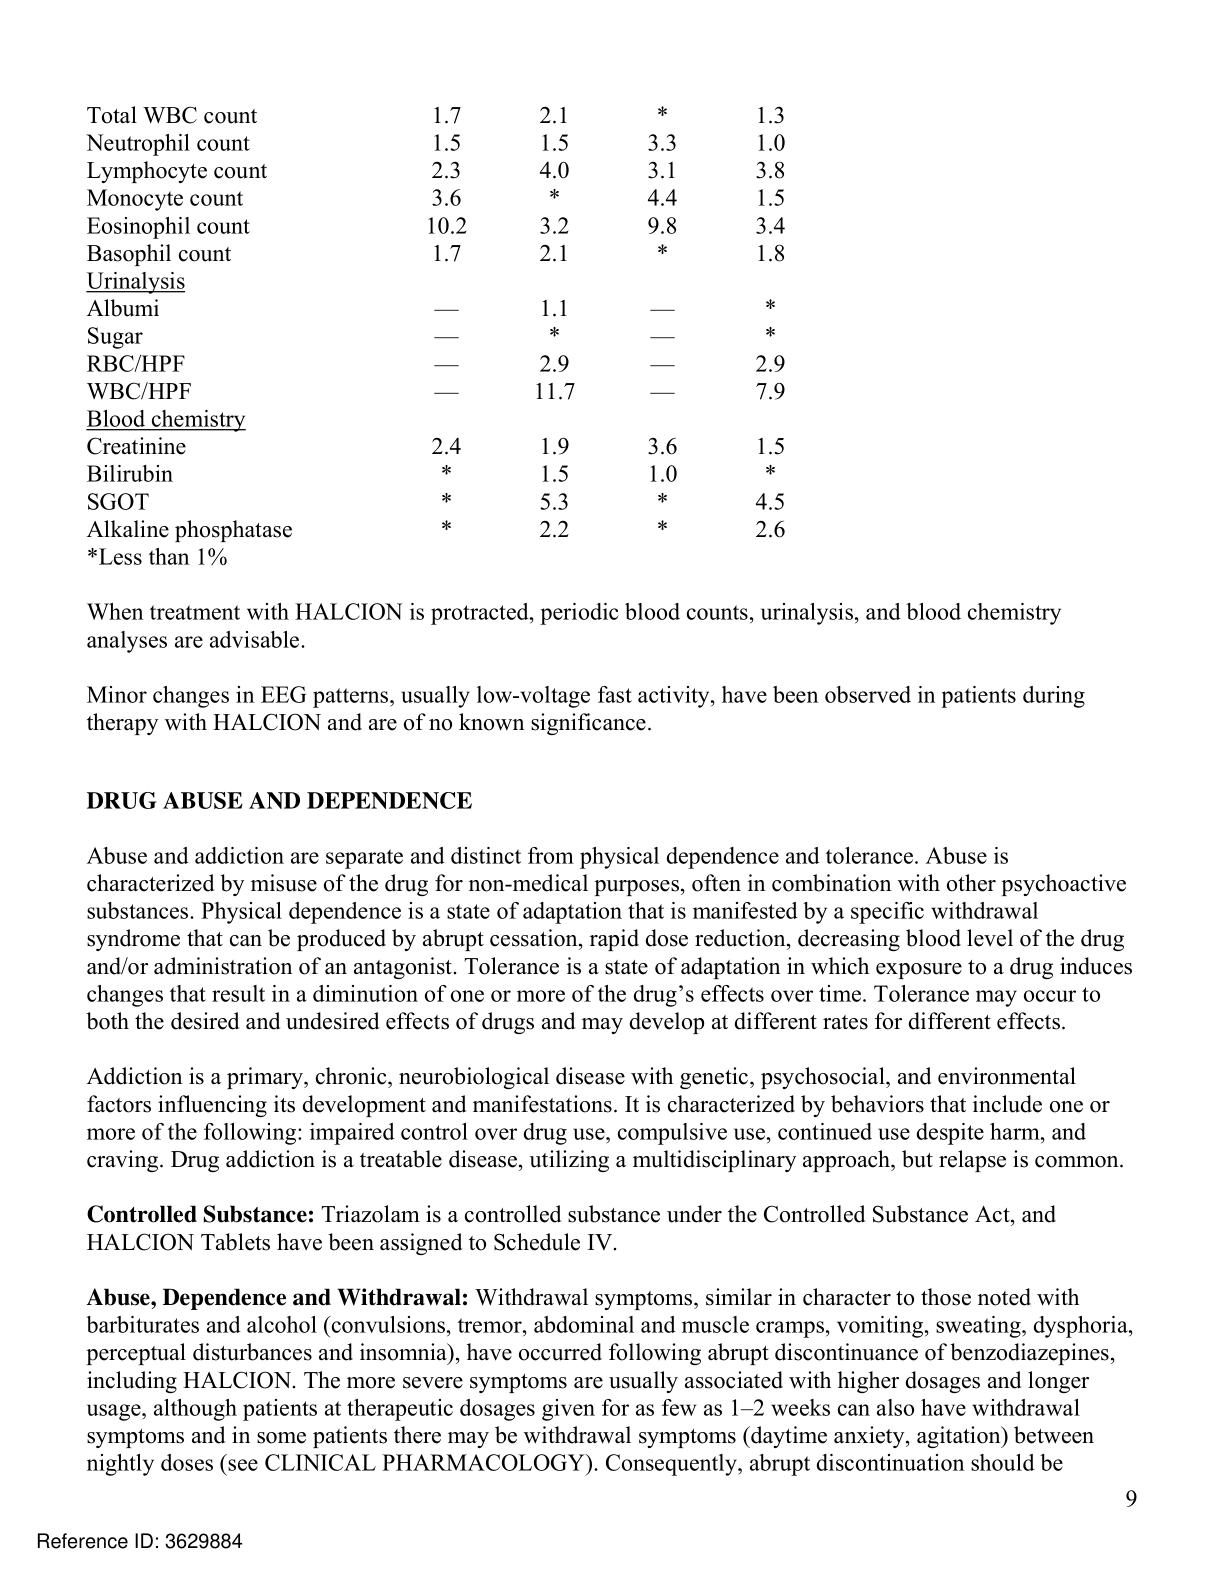 Total WBC count 1.7 2.1 * 1.3
Neutrophil count 1.5 1.5 3.3 1.0
Lymphocyte count 2.3 4.0 3.1 3.8
Monocyte count 3.6 * 4.4 1.5
Eosinophil count 10.2 3.2 9.8 3.4
Basophil count 1.7 2.1 * 1.8
Urinalysis
Albumi — 1.1 — *
Sugar — * — *
RBC/HPF — 2.9 — 2.9
WBC/HPF — 11.7 — 7.9
Blood chemistry
Creatinine 2.4 1.9 3.6 1.5
Bilirubin * 1.5 1.0 *
SGOT * 5.3 * 4.5
Alkaline phosphatase * 2.2 * 2.6
*Less than 1%
When treatment with HALCION is protracted, periodic blood counts, urinalysis, and blood chemistry
analyses are advisable.
Minor changes in EEG patterns, usually low-voltage fast activity, have been observed in patients during
therapy with HALCION and are of no known significance.
DRUG ABUSE AND DEPENDENCE
Abuse and addiction are separate and distinct from physical dependence and tolerance. Abuse is
characterized by misuse of the drug for non-medical purposes, often in combination with other psychoactive
substances. Physical dependence is a state of adaptation that is manifested by a specific withdrawal
syndrome that can be produced by abrupt cessation, rapid dose reduction, decreasing blood level of the drug
and/or administration of an antagonist. Tolerance is a state of adaptation in which exposure to a drug induces
changes that result in a diminution of one or more of the drug’s effects over time. Tolerance may occur to
both the desired and undesired effects of drugs and may develop at different rates for different effects.
Addiction is a primary, chronic, neurobiological disease with genetic, psychosocial, and environmental
factors influencing its development and manifestations. It is characterized by behaviors that include one or
more of the following: impaired control over drug use, compulsive use, continued use despite harm, and
craving. Drug addiction is a treatable disease, utilizing a multidisciplinary approach, but relapse is common.
Controlled Substance: Triazolam is a controlled substance under the Controlled Substance Act, and
HALCION Tablets have been assigned to Schedule IV.
Abuse, Dependence and Withdrawal: Withdrawal symptoms, similar in character to those noted with
barbiturates and alcohol (convulsions, tremor, abdominal and muscle cramps, vomiting, sweating, dysphoria,
perceptual disturbances and insomnia), have occurred following abrupt discontinuance of benzodiazepines,
including HALCION. The more severe symptoms are usually associated with higher dosages and longer
usage, although patients at therapeutic dosages given for as few as 1–2 weeks can also have withdrawal
symptoms and in some patients there may be withdrawal symptoms (daytime anxiety, agitation) between
nightly doses (see CLINICAL PHARMACOLOGY). Consequently, abrupt discontinuation should be
9
Reference ID: 3629884